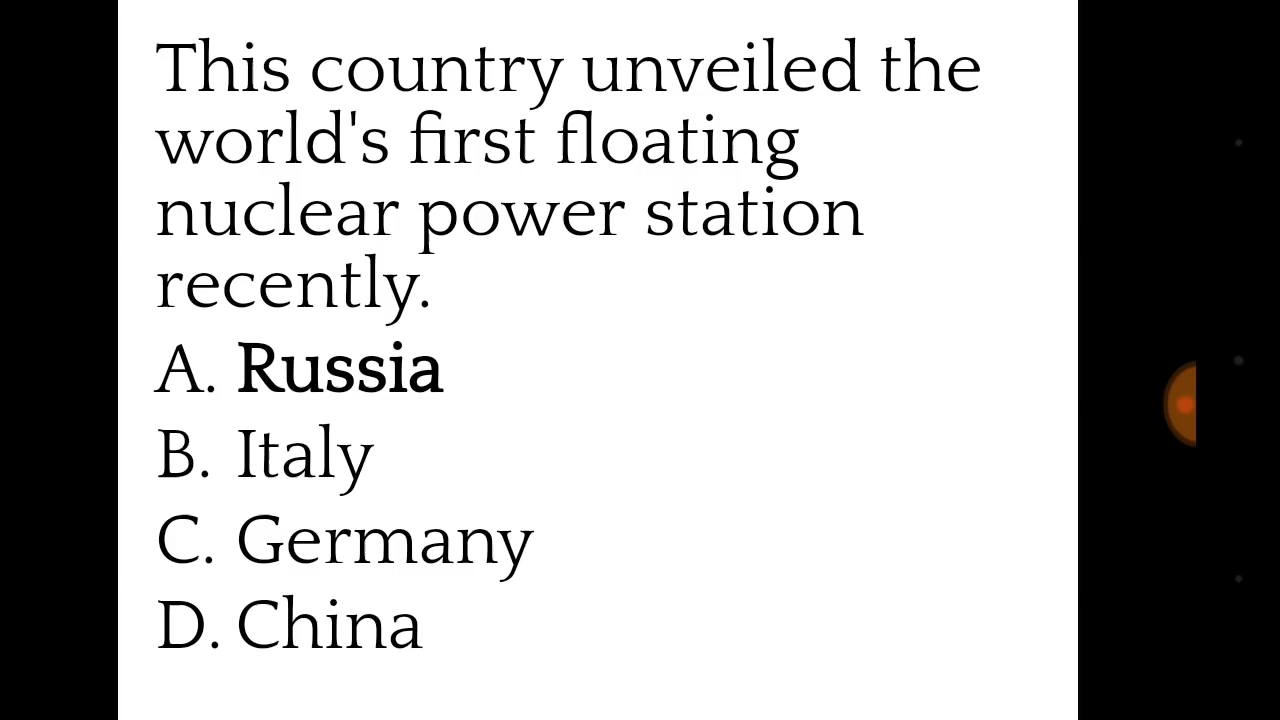 This country unveiled the
world's first floating
nuclear power station
recently.
A. Russia
B. Italy
C. Germany
D. China